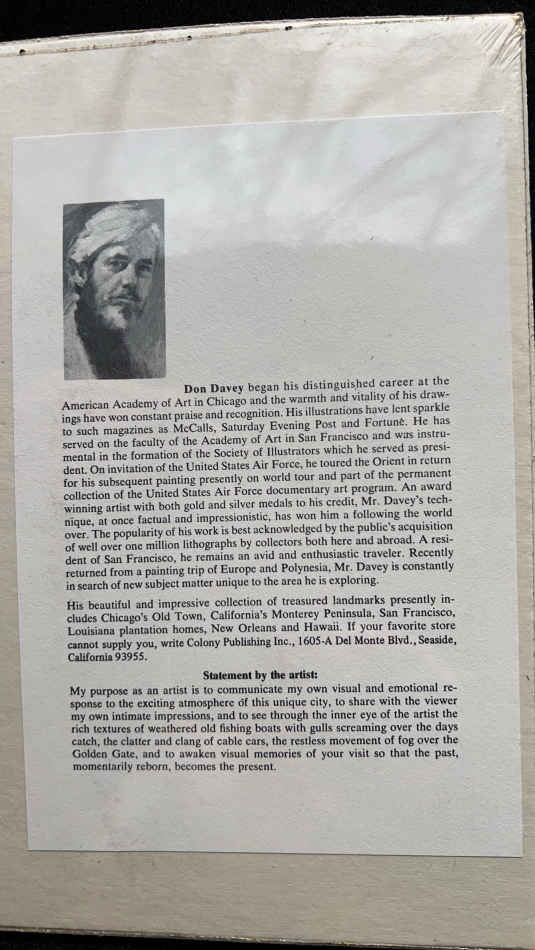 Don Davey began his distinguished career at the
American Academy of Art in Chicago and the warmth and vitality of his draw-
ings have won constant praise and recognition. His illustrations have lent sparkle
to such magazines as McCalls, Saturday Evening Post and Fortune. He has
served on the faculty of the Academy of Art in San Francisco and was instru-
mental in the formation of the Society of Illustrators which he served as presi-
dent. On invitation of the United States Air Force, he toured the Orient in return
for his subsequent painting presently on world tour and part of the permanent
collection of the United States Air Force documentary art program. An award
winning artist with both gold and silver medals to his credit, Mr. Davey's tech-
nique, at once factual and impressionistic, has won him a following the world
over. The popularity of his work is best acknowledged by the public's acquisition
of well over one million lithographs by collectors both here and abroad. A resi-
dent of San Francisco, he remains an avid and enthusiastic traveler. Recently
returned from a painting trip of Europe and Polynesia, Mr. Davey is constantly
in search of new subject matter unique to the area he is exploring.
His beautiful and impressive collection of treasured landmarks presently in-
cludes Chicago's Old Town, California's Monterey Peninsula, San Francisco,
Louisiana plantation homes, New Orleans and Hawaii. If your favorite store
cannot supply you, write Colony Publishing Inc., 1605-A Del Monte Blvd., Seaside,
California 93955.
Statement by the artist:
My purpose as an artist is to communicate my own visual and emotional re-
sponse to the exciting atmosphere of this unique city, to share with the viewer
my own intimate impressions, and to see through the inner eye of the artist the
rich textures of weathered old fishing boats with gulls screaming over the days
catch, the clatter and clang of cable cars, the restless movement of fog over the
Golden Gate, and to awaken visual memories of your visit so that the past,
momentarily reborn, becomes the present.